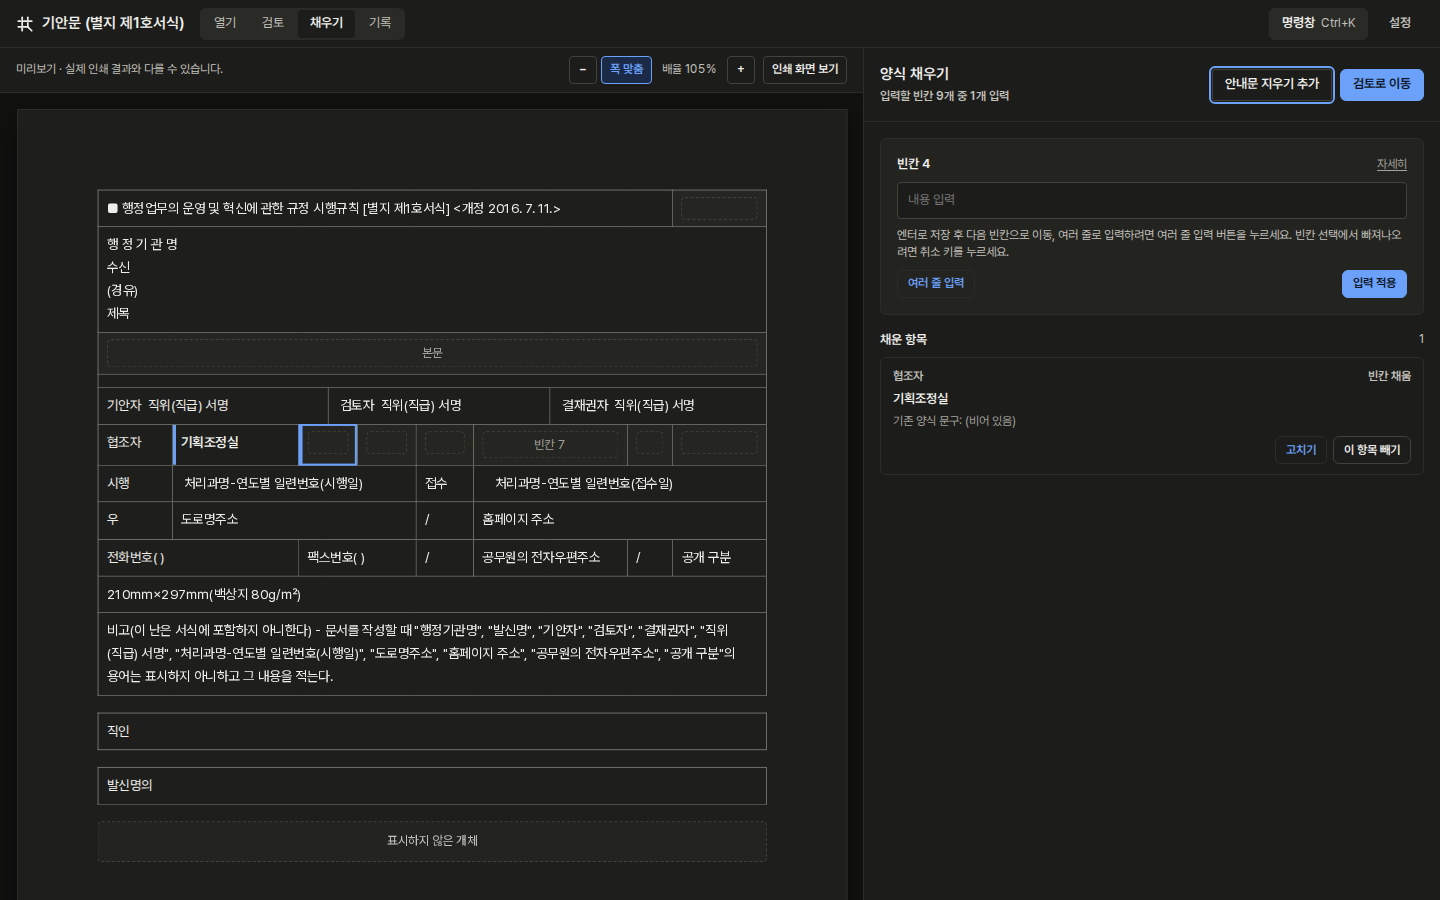 기안문 (별지 제1호서식)
열기
검토
채우기
기록
명령창 Ctrl+K
설정
미리보기 · 실제 인쇄 결과와 다를 수 있습니다.
−
폭 맞춤
배율 105%
+
인쇄 화면 보기
■ 행정업무의 운영 및 혁신에 관한 규정 시행규칙 [별지 제1호서식] <개정 2016. 7. 11.>
행 정 기 관 명
수신
(경유)
제목
본문
기안자 직위(직급) 서명
검토자 직위(직급) 서명
결재권자 직위(직급) 서명
협조자
기획조정실
빈칸 7
시행
처리과명-연도별 일련번호(시행일)
접수
처리과명-연도별 일련번호(접수일)
우
도로명주소
/
홈페이지 주소
전화번호( )
팩스번호( )
/
공무원의 전자우편주소
/
공개 구분
210mm×297mm(백상지 80g/m²)
비고(이 난은 서식에 포함하지 아니한다) - 문서를 작성할 때 "행정기관명", "발신명", "기안자", "검토자", "결재권자", "직위
(직급) 서명", "처리과명-연도별 일련번호(시행일)", "도로명주소", "홈페이지 주소", "공무원의 전자우편주소", "공개 구분"의
용어는 표시하지 아니하고 그 내용을 적는다.
직인
발신명의
표시하지 않은 개체
양식 채우기
입력할 빈칸 9개 중 1개 입력
안내문 지우기 추가
검토로 이동
빈칸 4
자세히
내용 입력
엔터로 저장 후 다음 빈칸으로 이동, 여러 줄로 입력하려면 여러 줄 입력 버튼을 누르세요. 빈칸 선택에서 빠져나오
려면 취소 키를 누르세요.
여러 줄 입력
입력 적용
채운 항목
1
협조자
빈칸 채움
기획조정실
기존 양식 문구: (비어 있음)
고치기
이 항목 빼기